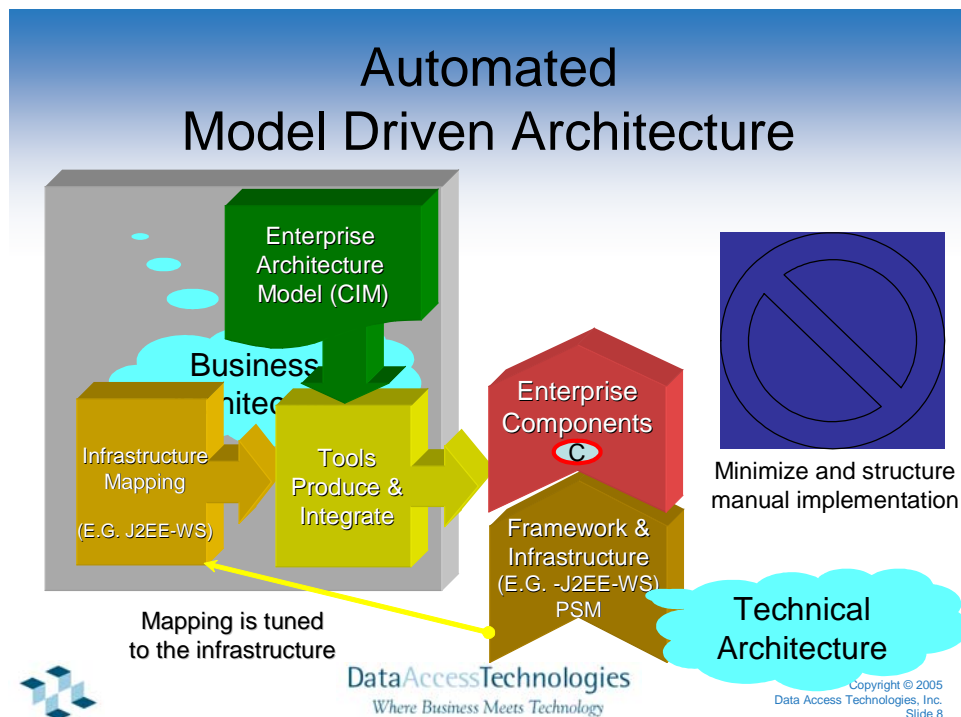 Automated
Model Driven Architecture
Enterprise
Architecture
Model (CIM)
Business
Infrastructure
Mapping
(E.G. J2EE-WS)
Tools
Produce &
Integrate
Enterprise
Components
C
Framework &
Infrastructure
(E.G. -J2EE-WS)
PSM
Minimize and structure
manual implementation
Technical
Architecture
Mapping is tuned
to the infrastructure
DataAccessTechnologies
Where Business Meets Technology
Copyright © 2005
Data Access Technologies, Inc.
Slide 8